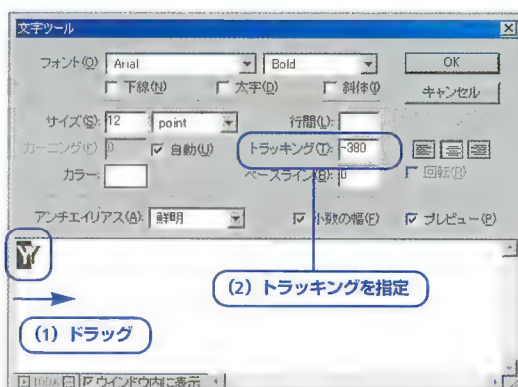 文字ツール
フォント(O): Arial Bold OK
下線(N) 太字(D) 斜体(I) キャンセル
サイズ(S): 12 point 行間(L):
カーニング(K): 0 自動(U) トラッキング(T): -380
カラー: ベースライン(B): 0 回転(R)
アンチエイリアス(A): 鮮明 小数の幅(F) プレビュー(P)
(2) トラッキングを指定
(1) ドラッグ
100% ウインドウ内に表示